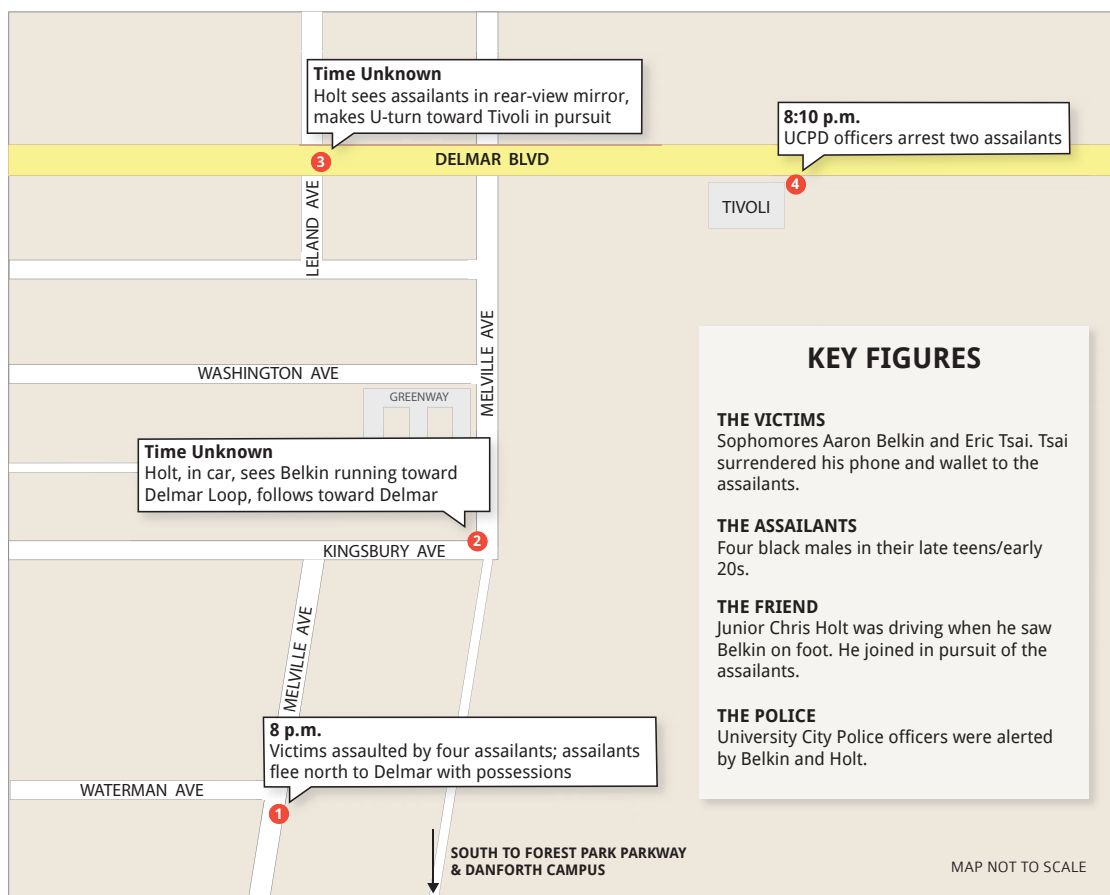 Time Unknown
Holt sees assailants in rear-view mirror,
makes U-turn toward Tivoli in pursuit
8:10 p.m.
UCPD officers arrest two assailants
3
DELMAR BLVD
4
TIVOLI
LELAND AVE
MELVILLE AVE
WASHINGTON AVE
GREENWAY
Time Unknown
Holt, in car, sees Belkin running toward
Delmar Loop, follows toward Delmar
2
KINGSBURY AVE
MELVILLE AVE
8 p.m.
Victims assaulted by four assailants; assailants
flee north to Delmar with possessions
WATERMAN AVE
1
SOUTH TO FOREST PARK PARKWAY
& DANFORTH CAMPUS
KEY FIGURES
THE VICTIMS
Sophomores Aaron Belkin and Eric Tsai. Tsai
surrendered his phone and wallet to the
assailants.
THE ASSAILANTS
Four black males in their late teens/early
20s.
THE FRIEND
Junior Chris Holt was driving when he saw
Belkin on foot. He joined in pursuit of the
assailants.
THE POLICE
University City Police officers were alerted
by Belkin and Holt.
MAP NOT TO SCALE